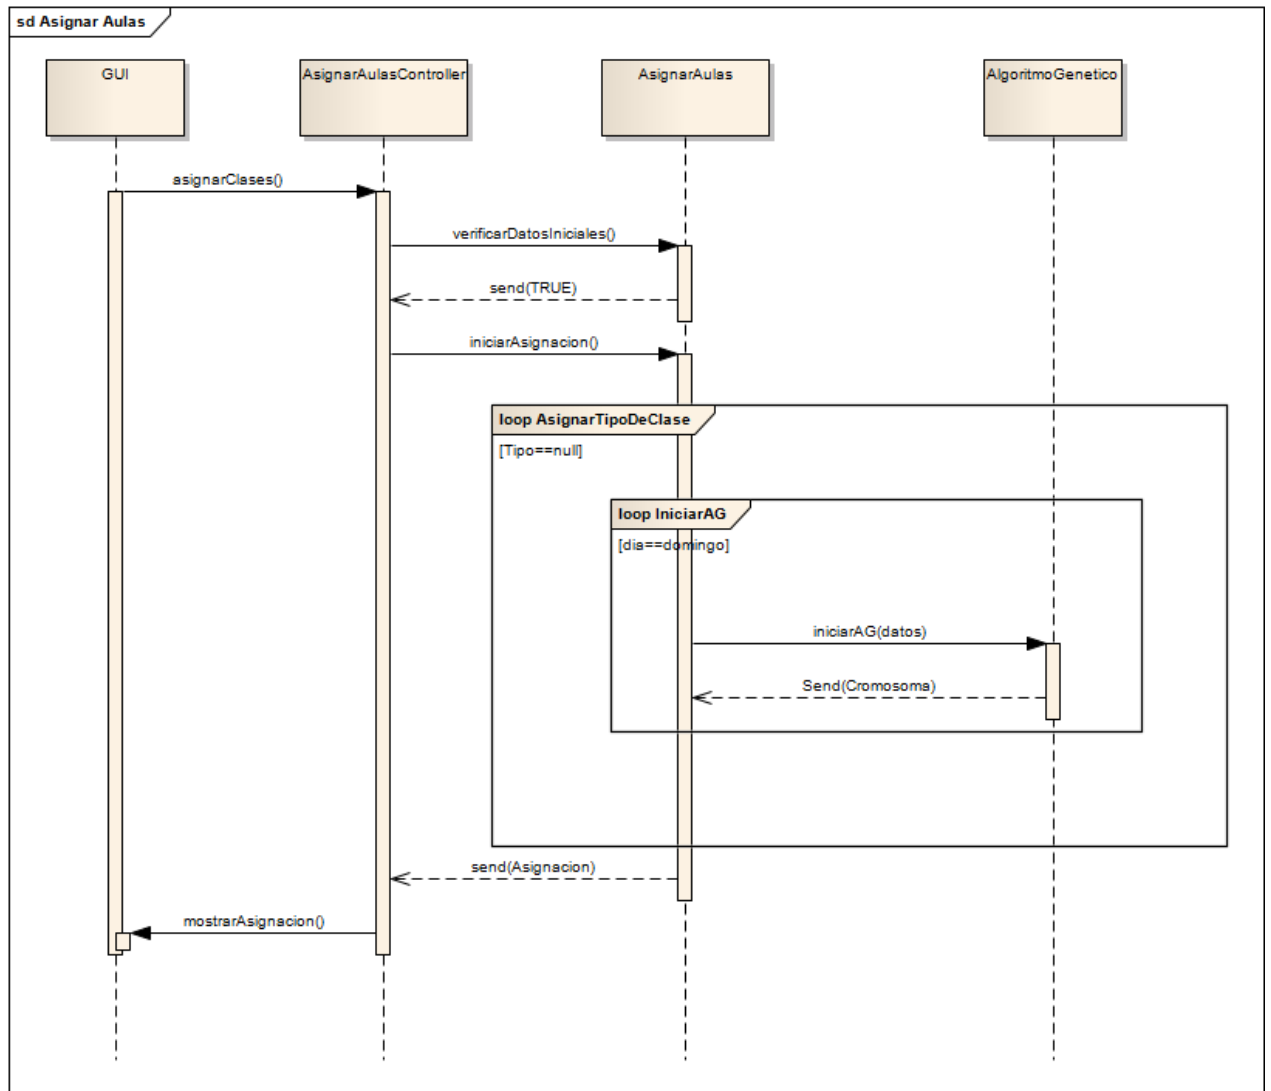 sd Asignar Aulas
GUI
AsignarAulasController
AsignarAulas
AlgoritmoGenetico
asignarClases()
verificarDatosIniciales()
send(TRUE)
iniciarAsignacion()
loop AsignarTipoDeClase
[Tipo==null]
loop IniciarAG
[dia==domingo]
iniciarAG(datos)
Send(Cromosoma)
send(Asignacion)
mostrarAsignacion()